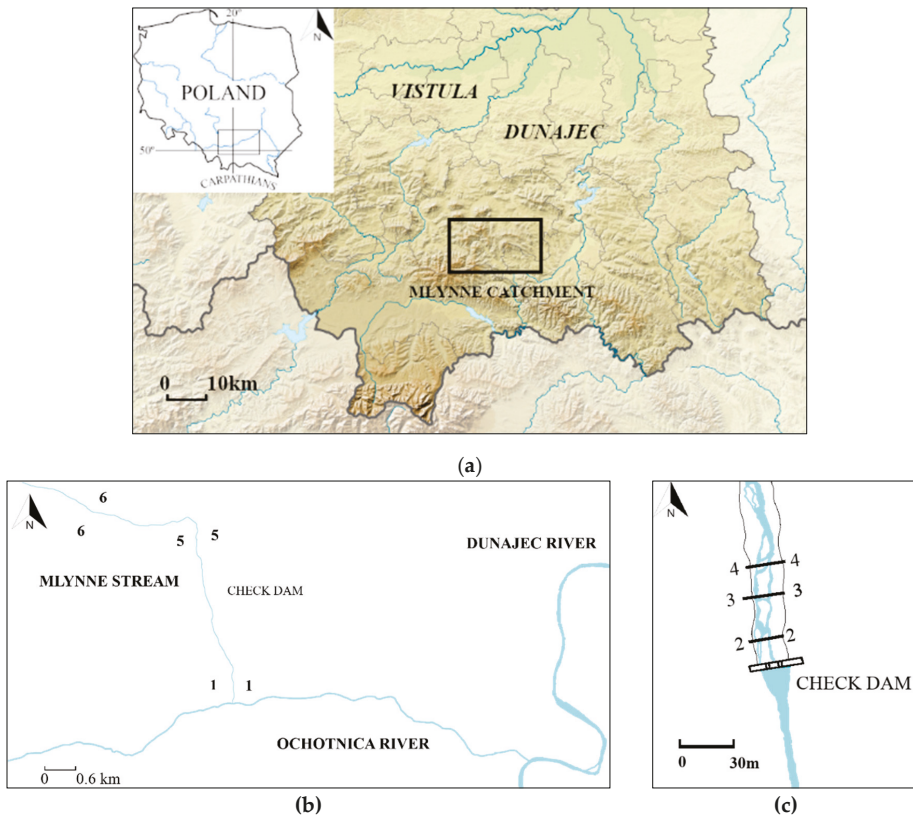 20°
N
POLAND
50°
CARPATHIANS
VISTULA
DUNAJEC
MLYNNE CATCHMENT
0 10km
(a)
N
6
6
5 5
MLYNNE STREAM
CHECK DAM
DUNAJEC RIVER
1 1
OCHOTNICA RIVER
0 0.6 km
(b)
N
4 4
3 3
2 2
CHECK DAM
0 30m
(c)